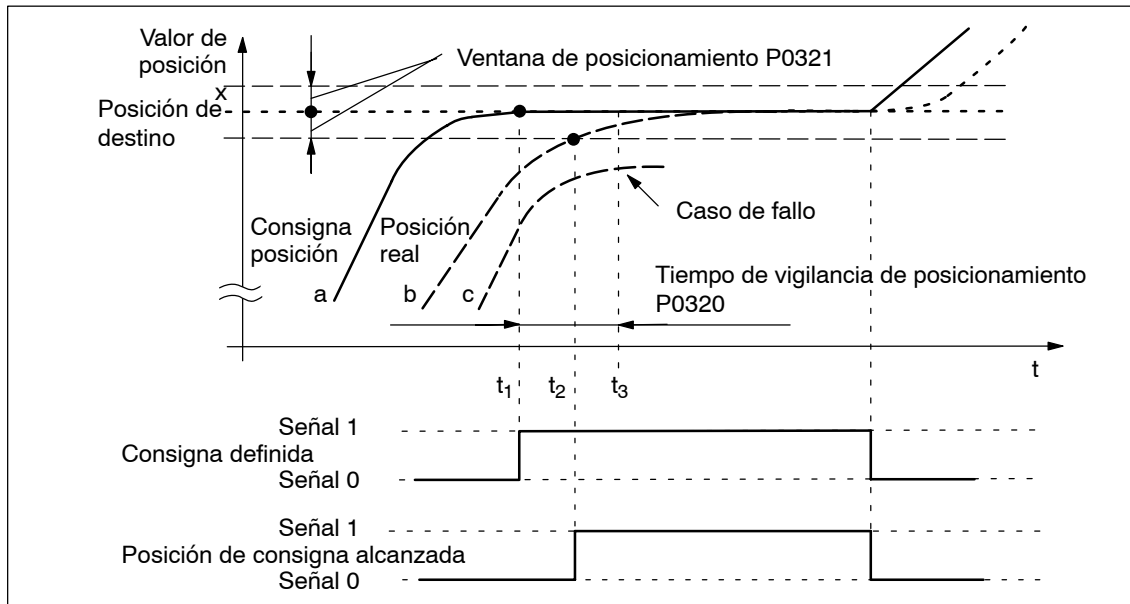 Valor de
posición
x
Ventana de posicionamiento P0321
Posición de
destino
Consigna
posición
Posición
real
Caso de fallo
a
b
c
Tiempo de vigilancia de posicionamiento
P0320
t
t1
t2
t3
Señal 1
Consigna definida
Señal 0
Señal 1
Posición de consigna alcanzada
Señal 0